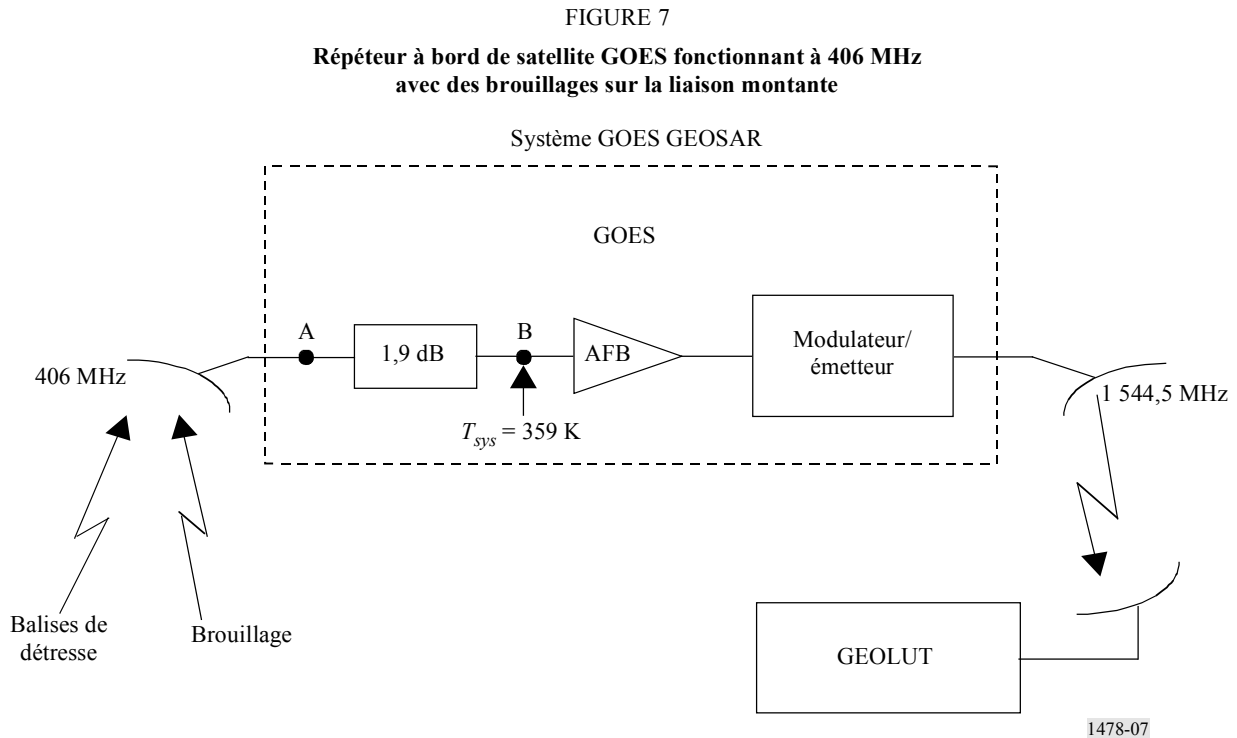 FIGURE 7
Répéteur à bord de satellite GOES fonctionnant à 406 MHz
avec des brouillages sur la liaison montante
Système GOES GEOSAR
GOES
A
B
1,9 dB
AFB
Modulateur/
émetteur
406 MHz
1 544,5 MHz
Tsys = 359 K
Balises de
détresse
Brouillage
GEOLUT
1478-07